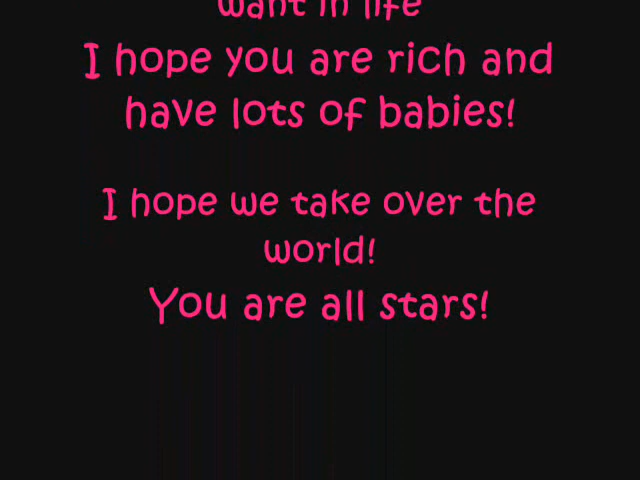 want in life
I hope you are rich and
have lots of babies!
I hope we take over the
world!
You are all stars!